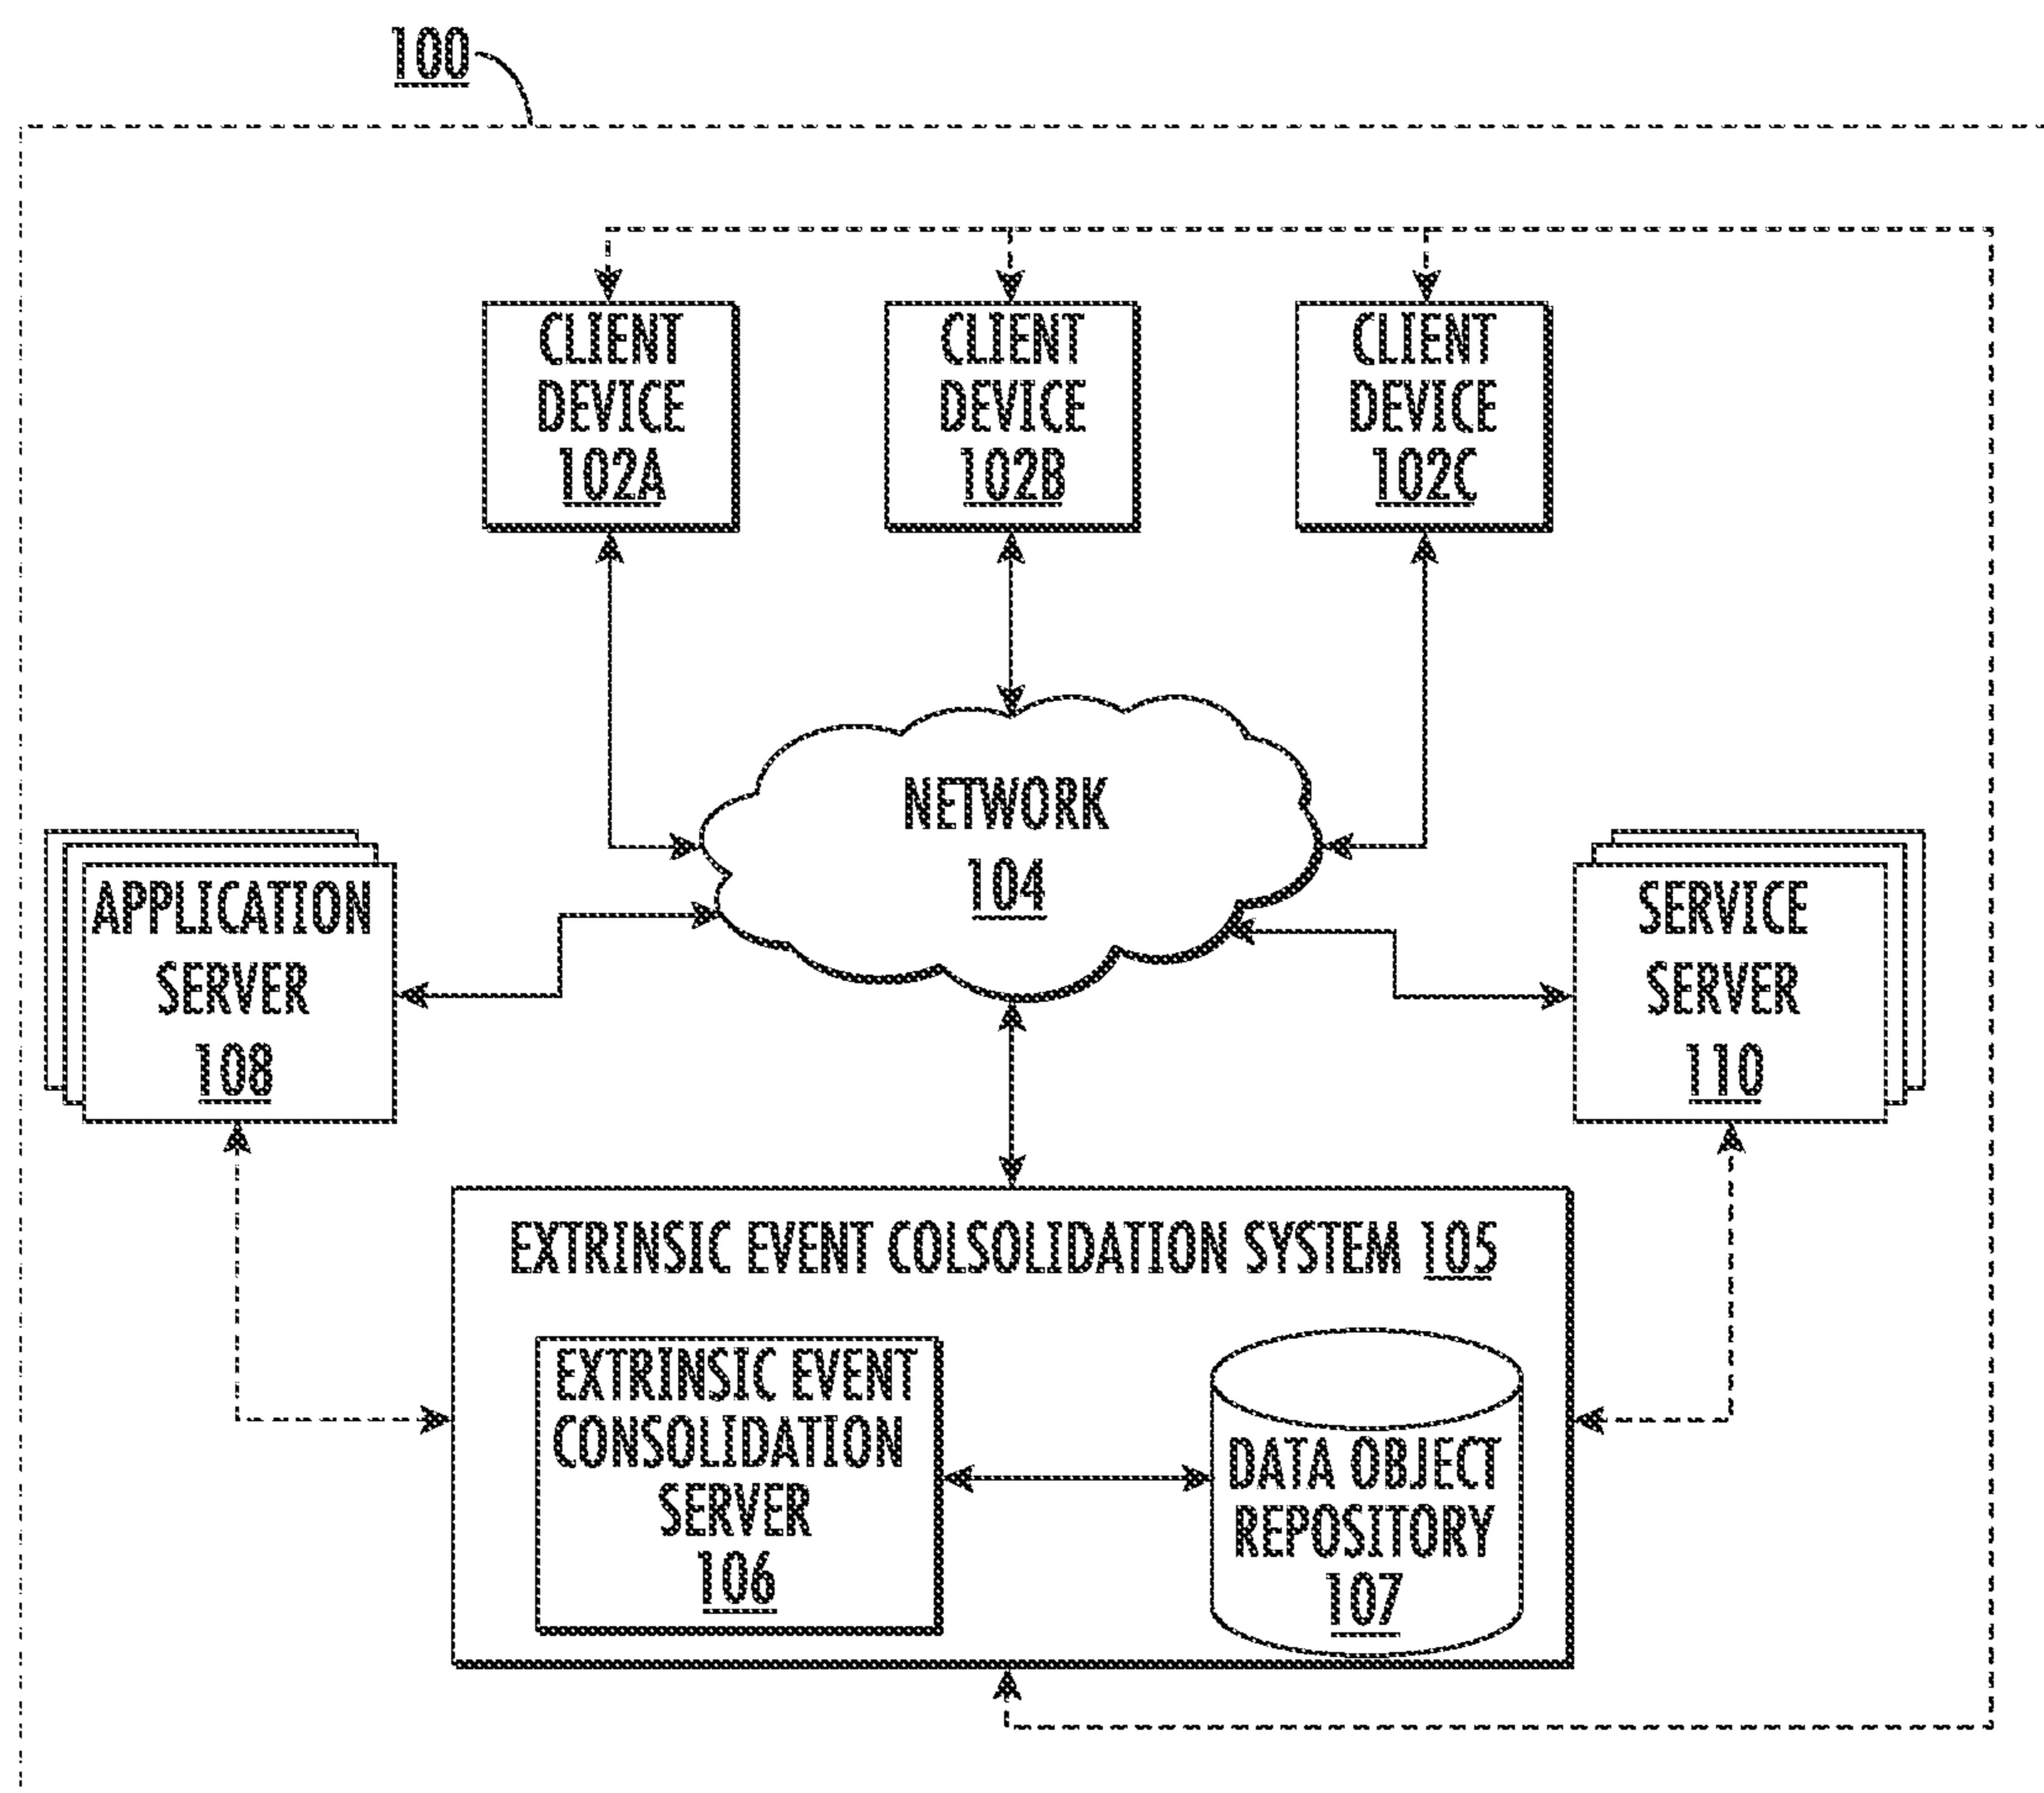 100
CLIENT
DEVICE
102A
CLIENT
DEVICE
102B
CLIENT
DEVICE
102C
NETWORK
104
APPLICATION
SERVER
108
SERVICE
SERVER
110
EXTRINSIC EVENT COLSOLIDATION SYSTEM 105
EXTRINSIC EVENT
CONSOLIDATION
SERVER
106
DATA OBJECT
REPOSITORY
107